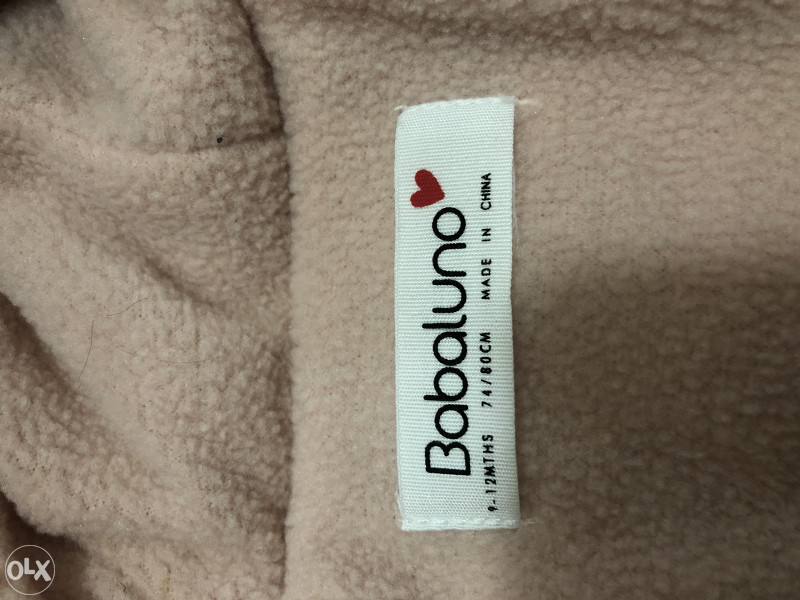 Babaluno
9-12MTHS 74/80CM MADE IN CHINA
OLX